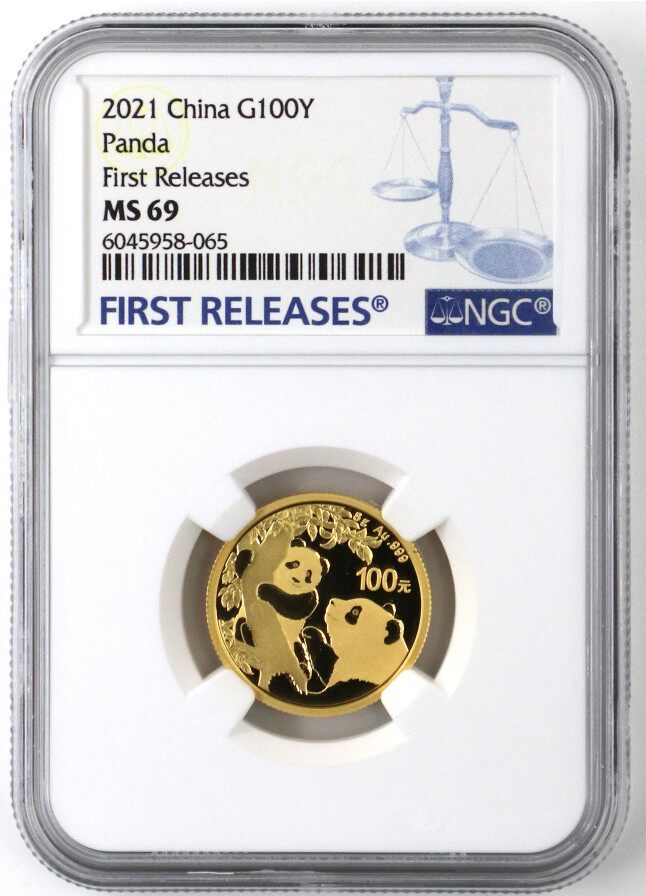 2021 China G100Y
Panda
First Releases
MS 69
6045958-065
FIRST RELEASES®
NGC®
8g Au.999
100元